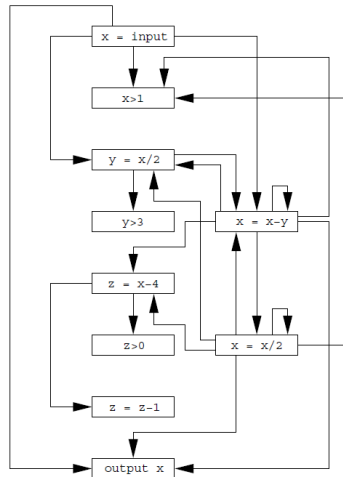 x = input
x>1
y = x/2
y>3
x = x-y
z = x-4
z>0
x = x/2
z = z-1
output x